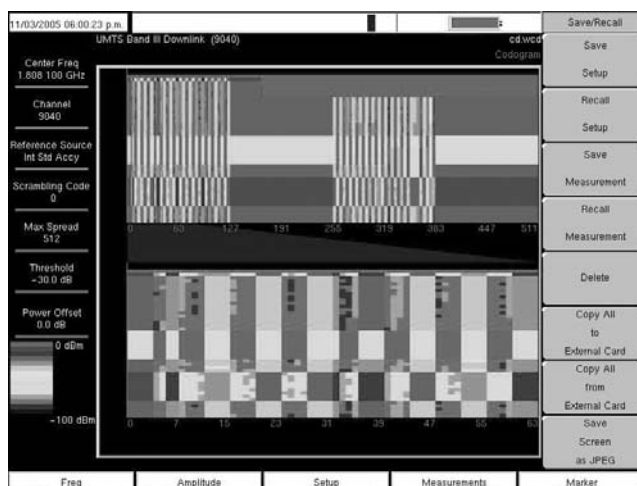 11/03/2005 06:00:23 p.m.
Save/Recall
UMTS Band III Downlink (9040)
cd.wcd
Codogram
Center Freq
1.808 100 GHz
Channel
9040
Reference Source
Int Std Accy
Scrambling Code
0
Max Spread
512
Threshold
-30.0 dB
Power Offset
0.0 dB
0 dBm
-100 dBm
0 63 127 191 255 319 383 447 511
0 7 15 23 31 39 47 55 63
Save
Setup
Recall
Setup
Save
Measurement
Recall
Measurement
Delete
Copy All
to
External Card
Copy All
from
External Card
Save
Screen
as JPEG
Freq Amplitude Setup Measurements Marker